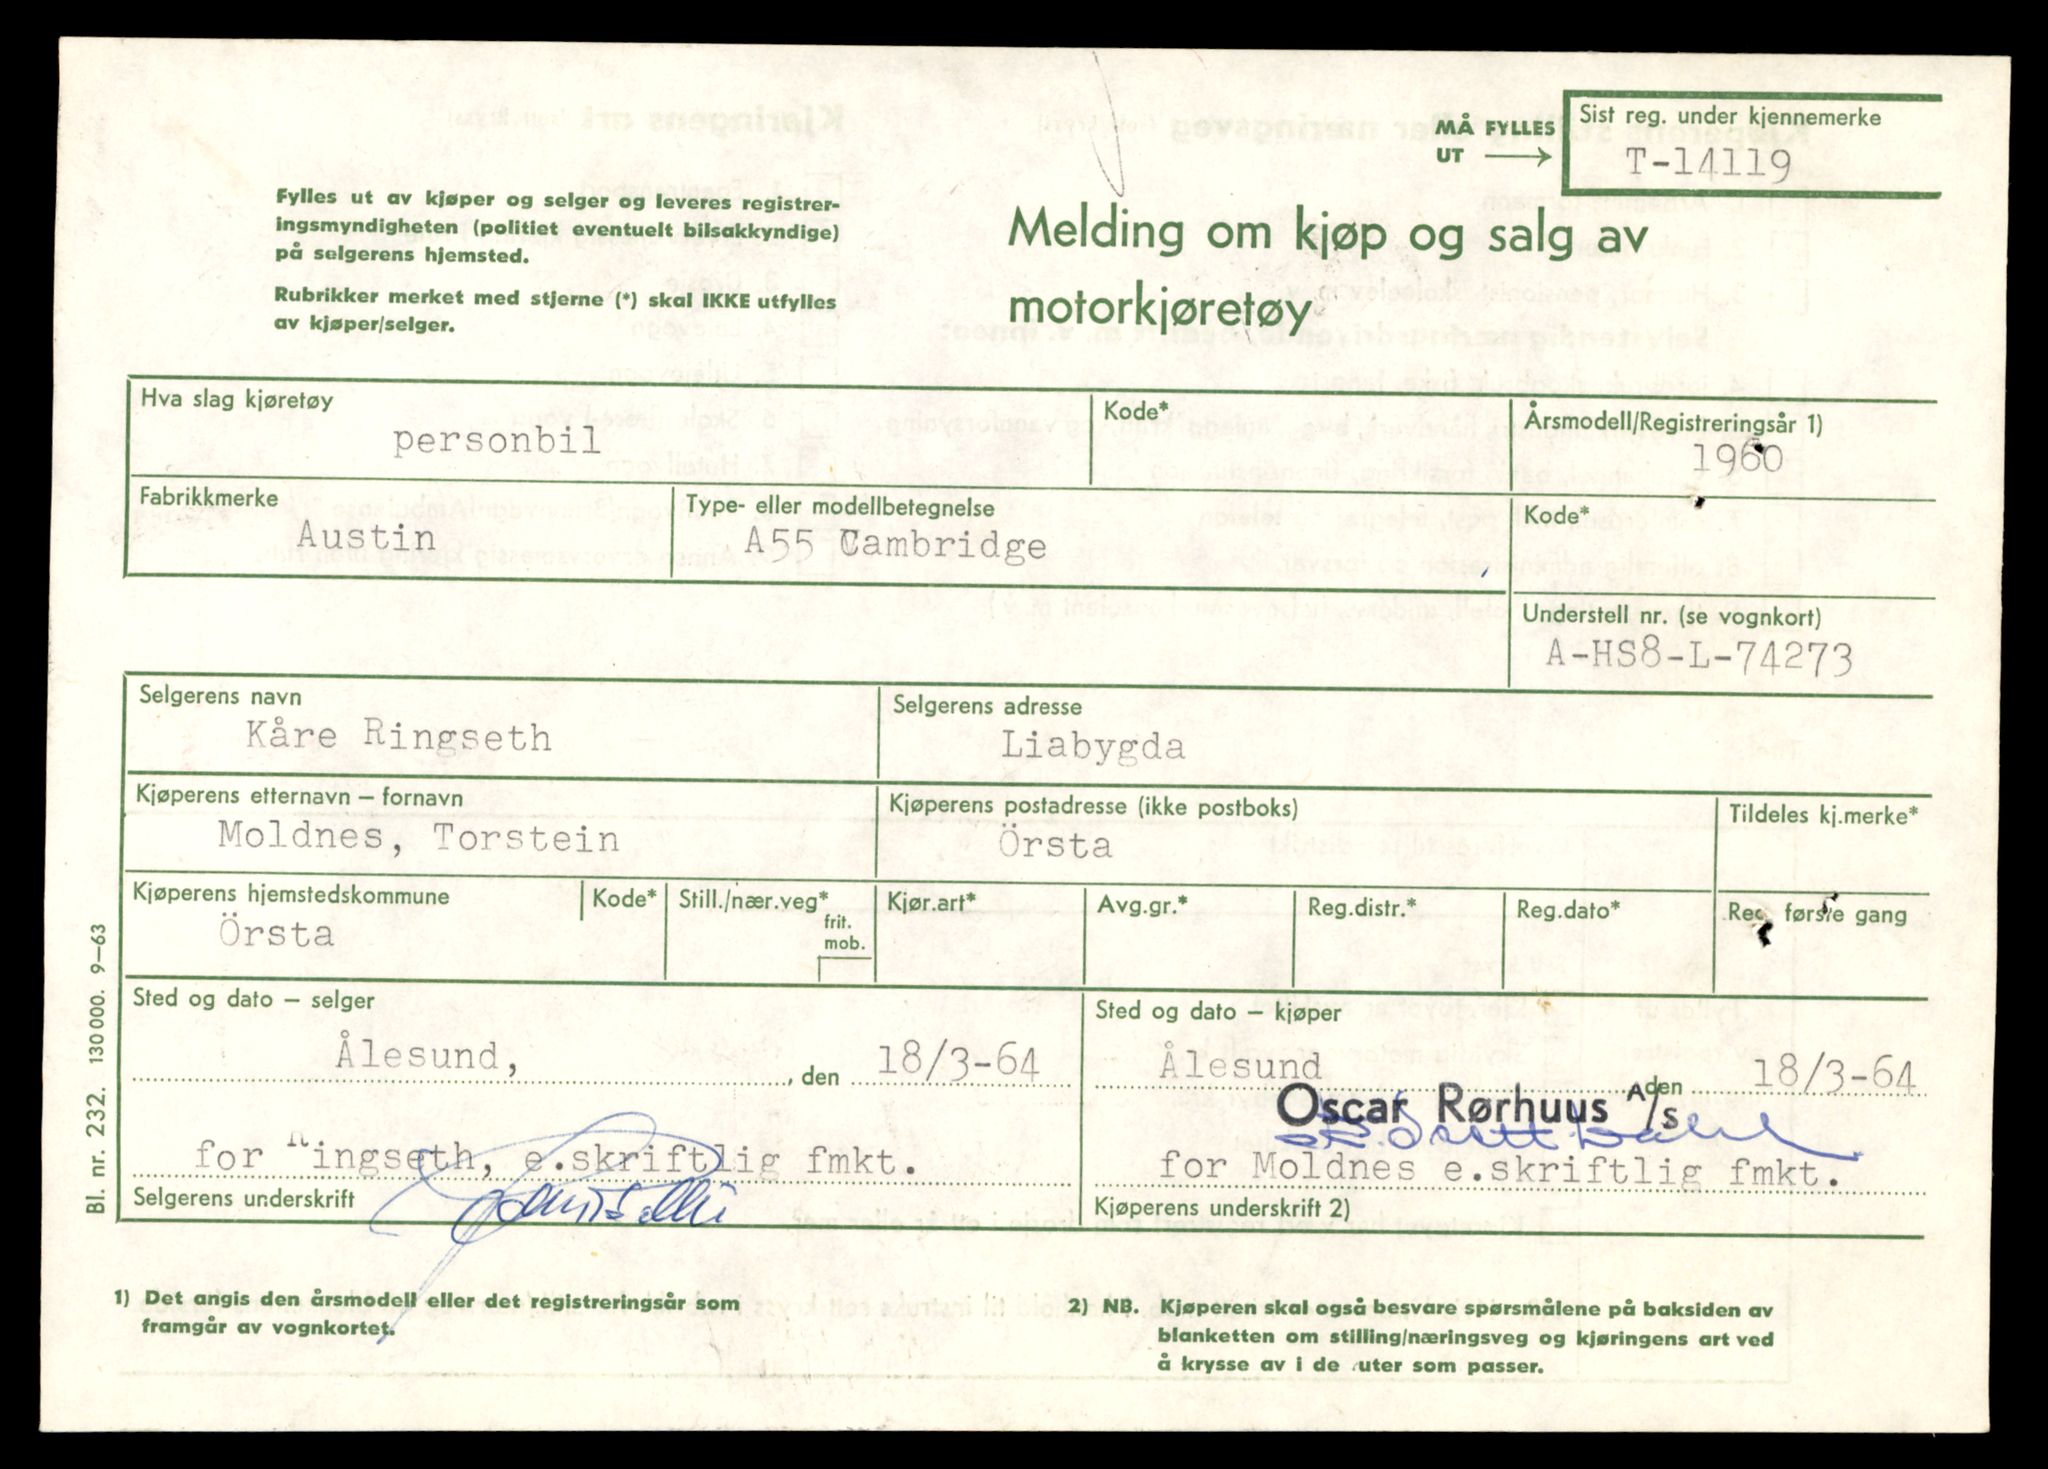 MÅ FYLLES UT
Sist reg. under kjennemerke
T-14119
Fylles ut av kjøper og selger og leveres registrer-
ingsmyndigheten (politiet eventuelt bilsakkyndige)
på selgerens hjemsted.
Rubrikker merket med stjerne (*) skal IKKE utfylles
av kjøper/selger.
Melding om kjøp og salg av
motorkjøretøy
Hva slag kjøretøy
personbil
Kode*
Årsmodell/Registreringsår 1)
1960
Fabrikkmerke
Austin
Type- eller modellbetegnelse
A55 Cambridge
Kode*
Understell nr. (se vognkort)
A-HS8-L-74273
Selgerens navn
Kåre Ringseth
Selgerens adresse
Liabygda
Kjøperens etternavn – fornavn
Moldnes, Torstein
Kjøperens postadresse (ikke postboks)
Örsta
Tildeles kj.merke*
Kjøperens hjemstedskommune
Örsta
Kode*
Still./nær.veg*
frit.
mob.
Kjør.art*
Avg.gr.*
Reg.distr.*
Reg.dato*
Reg. første gang
Sted og dato – selger
Ålesund, , den 18/3-64
for Ringseth, e.skriftlig fmkt.
Selgerens underskrift
Sted og dato – kjøper
Ålesund den 18/3-64
Oscar Rørhuus A/s
for Moldnes e.skriftlig fmkt.
Kjøperens underskrift 2)
Bl. nr. 232. 130 000. 9–63
1) Det angis den årsmodell eller det registreringsår som
framgår av vognkortet.
2) NB. Kjøperen skal også besvare spørsmålene på baksiden av
blanketten om stilling/næringsveg og kjøringens art ved
å krysse av i de ruter som passer.